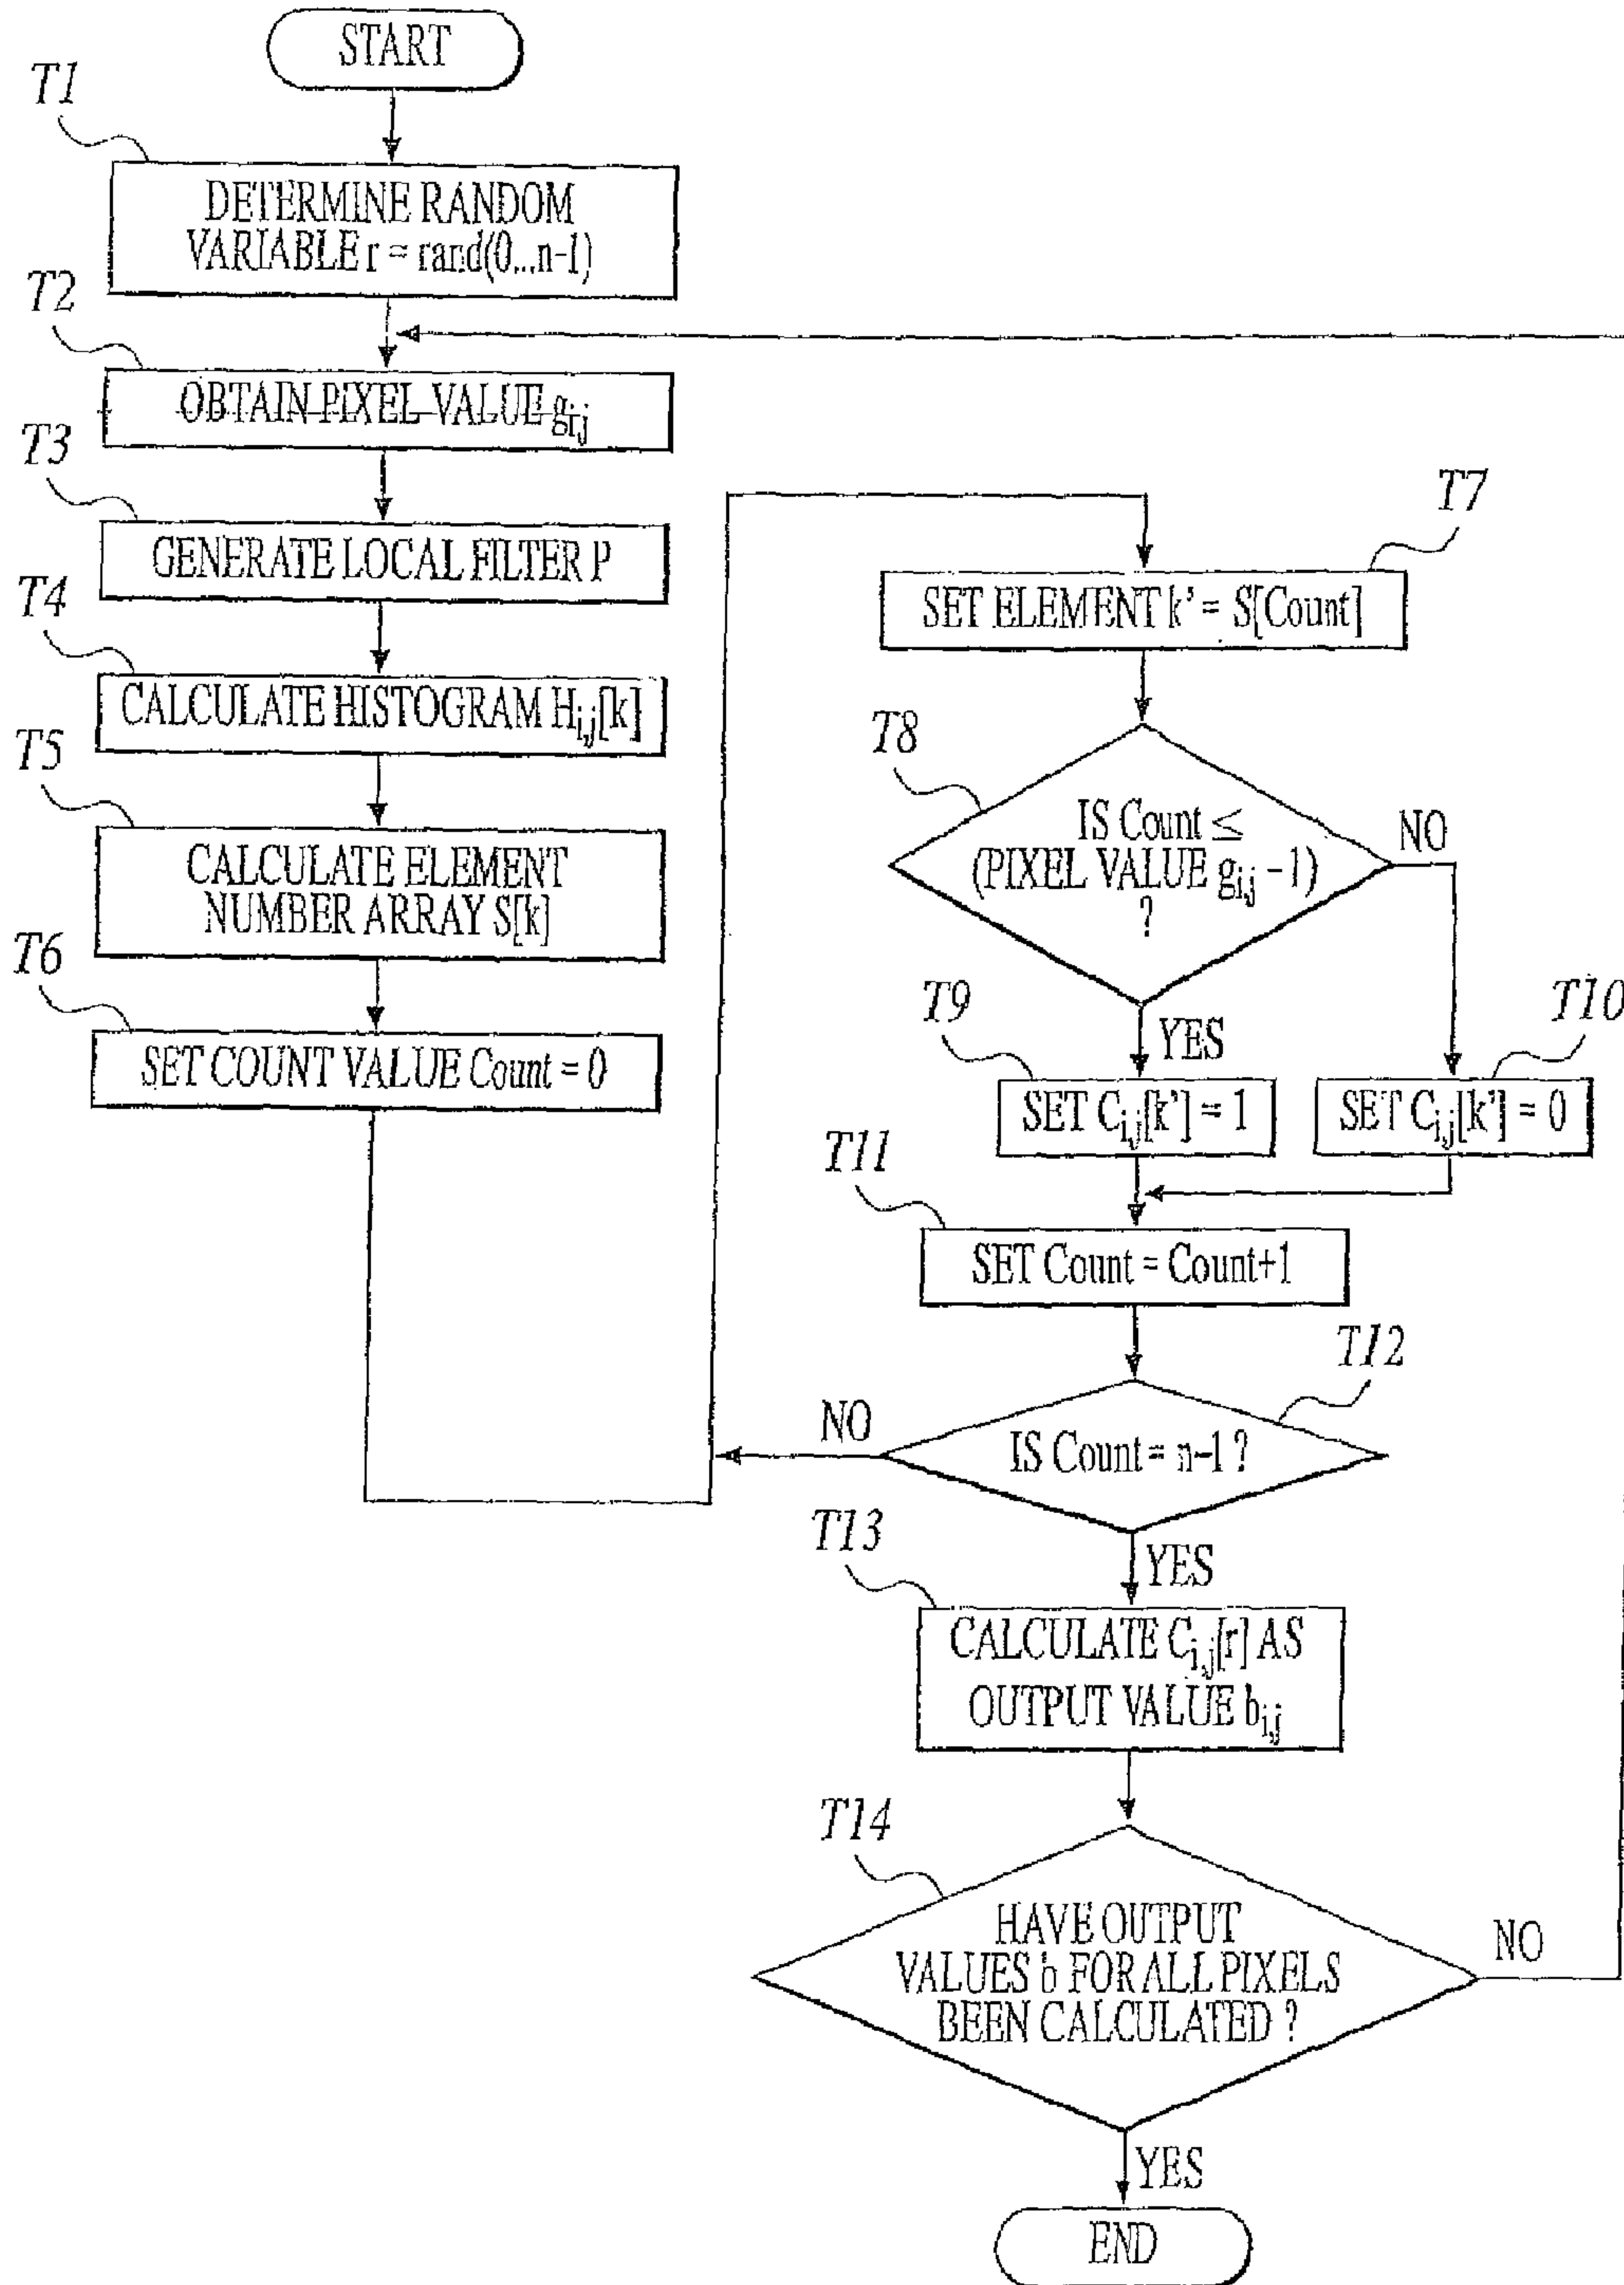 START
T1
DETERMINE RANDOM
VARIABLE r = rand(0...n-1)
T2
OBTAIN PIXEL VALUE gi,j
T3
GENERATE LOCAL FILTER P
T4
CALCULATE HISTOGRAM Hi,j[k]
T5
CALCULATE ELEMENT
NUMBER ARRAY S[k]
T6
SET COUNT VALUE Count = 0
T7
SET ELEMENT k' = S[Count]
T8
IS Count ≤
(PIXEL VALUE gi,j -1)
?
NO
YES
T9
SET Ci,j[k'] = 1
T10
SET Ci,j[k'] = 0
T11
SET Count = Count+1
T12
IS Count = n-1 ?
NO
YES
T13
CALCULATE Ci,j[r] AS
OUTPUT VALUE bi,j
T14
HAVE OUTPUT
VALUES b FOR ALL PIXELS
BEEN CALCULATED ?
NO
YES
END